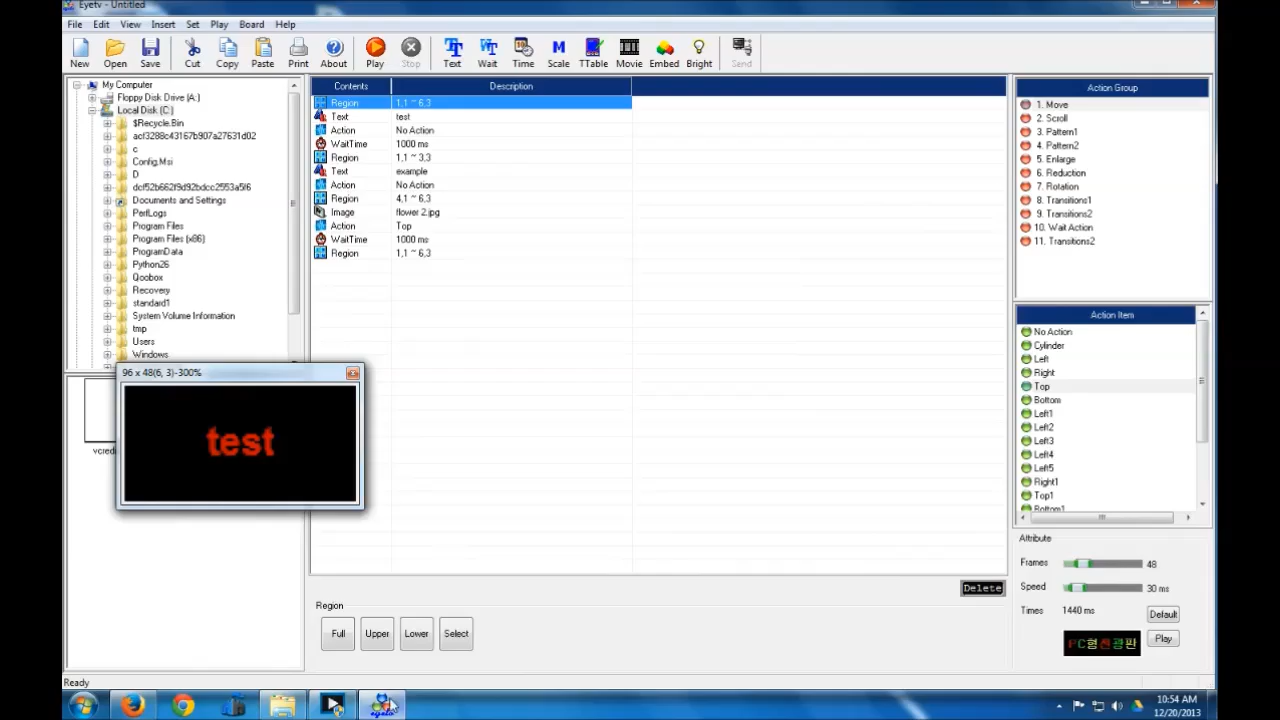 Eyetv - Untitled
File Edit View Insert Set Play Board Help
New Open Save Cut Copy Paste Print About Play Stop Text Wait Time Scale TTable Movie Embed Bright Send
My Computer
Floppy Disk Drive (A:)
Local Disk (C:)
$Recycle.Bin
acf3288c43167b907a27631d02
c
Config.Msi
D
dcf52b662f9d92bdcc2553a5f6
Documents and Settings
PerfLogs
Program Files
Program Files (x86)
ProgramData
Python26
Qoobox
Recovery
standard1
System Volume Information
tmp
Users
Windows
96 x 48(6, 3)-300%
test
vcredi
Contents Description
Region 1,1 ~ 6,3
Text test
Action No Action
WaitTime 1000 ms
Region 1,1 ~ 3,3
Text example
Action No Action
Region 4,1 ~ 6,3
Image flower 2.jpg
Action Top
WaitTime 1000 ms
Region 1,1 ~ 6,3
Delete
Region
Full Upper Lower Select
Action Group
1. Move
2. Scroll
3. Pattern1
4. Pattern2
5. Enlarge
6. Reduction
7. Rotation
8. Transitions1
9. Transitions2
10. Wait Action
11. Transitions2
Action Item
No Action
Cylinder
Left
Right
Top
Bottom
Left1
Left2
Left3
Left4
Left5
Right1
Top1
Bottom1
Attribute
Frames 48
Speed 30 ms
Times 1440 ms Default
PC형전광판 Play
Ready
10:54 AM
12/20/2013